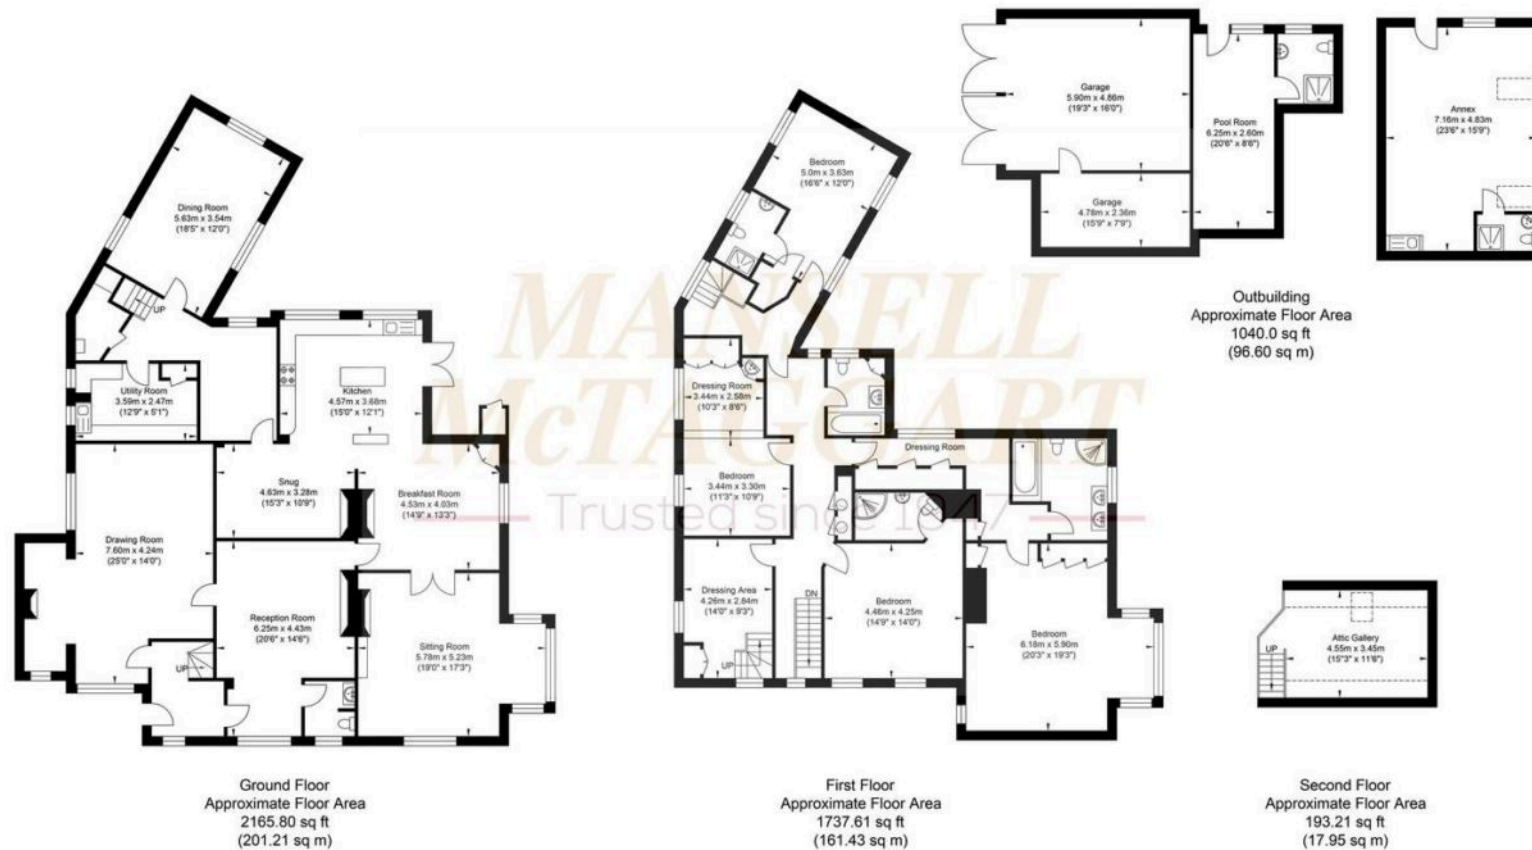 Garage
5.90m x 4.86m
(19'3" x 16'0")
Pool Room
6.25m x 2.60m
(20'6" x 8'6")
Garage
4.78m x 2.36m
(15'9" x 7'9")
Annex
7.16m x 4.83m
(23'6" x 15'9")
Outbuilding
Approximate Floor Area
1040.0 sq ft
(96.60 sq m)
Dining Room
5.63m x 3.54m
(18'5" x 12'0")
UP
Utility Room
3.59m x 2.47m
(12'9" x 5'1")
Kitchen
4.57m x 3.68m
(15'0" x 12'1")
Snug
4.63m x 3.28m
(15'3" x 10'9")
Breakfast Room
4.53m x 4.03m
(14'9" x 13'3")
Drawing Room
7.60m x 4.24m
(25'0" x 14'0")
Reception Room
6.25m x 4.43m
(20'6" x 14'6")
UP
Sitting Room
5.78m x 5.23m
(19'0" x 17'3")
Ground Floor
Approximate Floor Area
2165.80 sq ft
(201.21 sq m)
Bedroom
5.0m x 3.63m
(16'6" x 12'0")
Dressing Room
3.44m x 2.58m
(10'3" x 8'6")
Dressing Room
Bedroom
3.44m x 3.30m
(11'3" x 10'9")
Dressing Area
4.26m x 2.84m
(14'0" x 9'3")
UP
DN
Bedroom
4.46m x 4.25m
(14'9" x 14'0")
Bedroom
6.18m x 5.90m
(20'3" x 19'3")
First Floor
Approximate Floor Area
1737.61 sq ft
(161.43 sq m)
UP
Attic Gallery
4.55m x 3.45m
(15'3" x 11'6")
Second Floor
Approximate Floor Area
193.21 sq ft
(17.95 sq m)
MANSELL
McTAGGART
Trusted since 1947